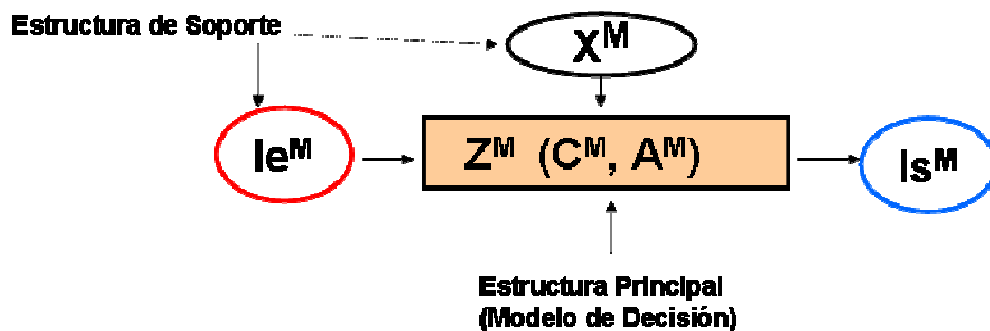 Estructura de Soporte
X^M
Ie^M
Z^M (C^M, A^M)
Is^M
Estructura Principal
(Modelo de Decisión)